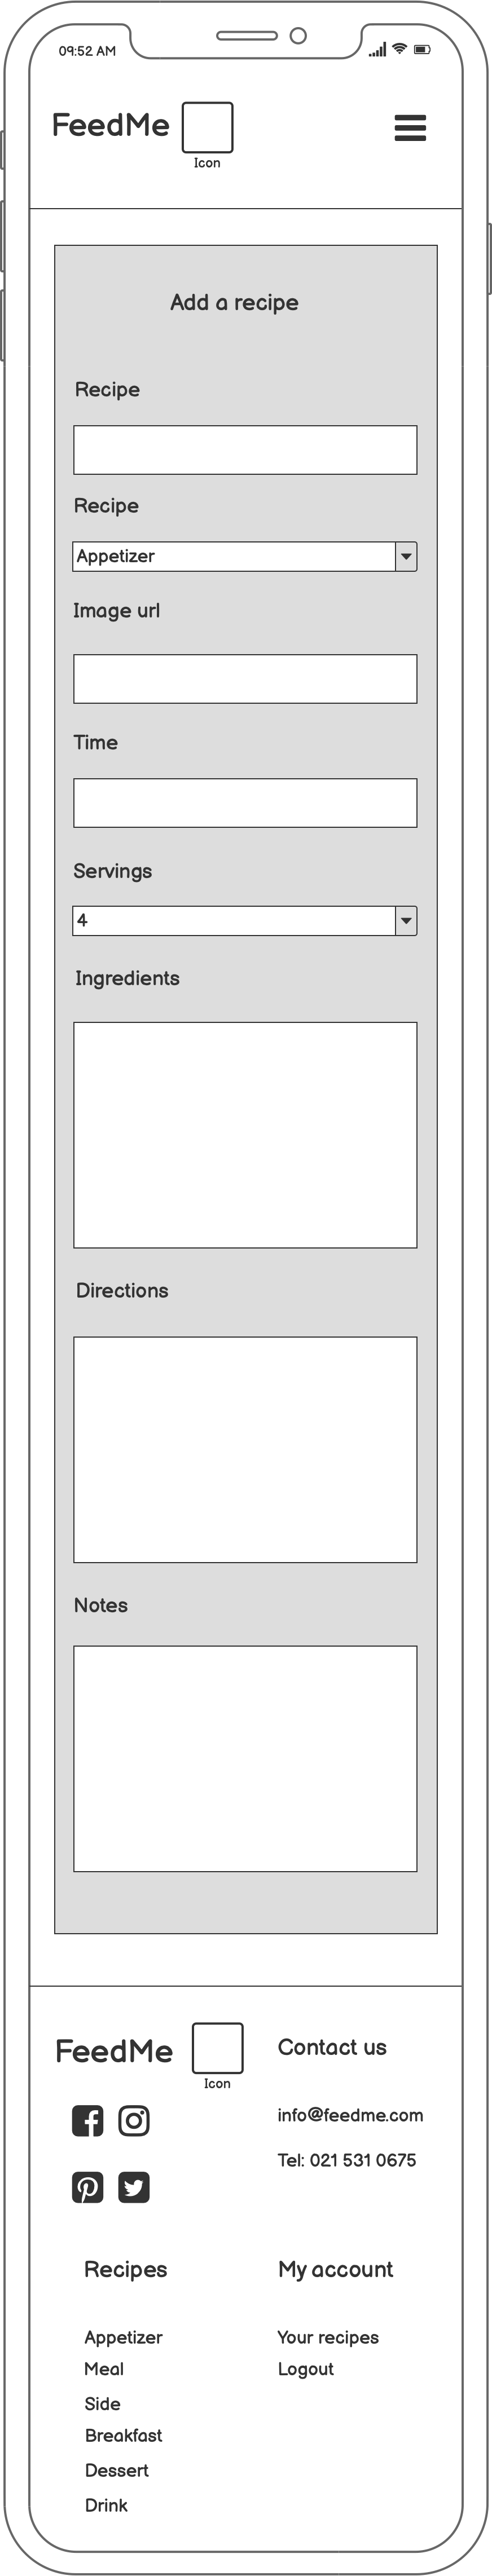 09:52 AM
FeedMe
Icon
Add a recipe
Recipe
Recipe
Appetizer
Image url
Time
Servings
4
Ingredients
Directions
Notes
FeedMe
Icon
Contact us
info@feedme.com
Tel: 021 531 0675
Recipes
Appetizer
Meal
Side
Breakfast
Dessert
Drink
My account
Your recipes
Logout